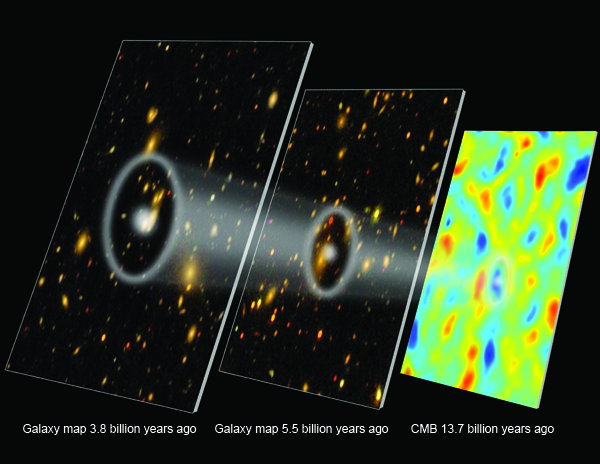 Galaxy map 3.8 billion years ago
Galaxy map 5.5 billion years ago
CMB 13.7 billion years ago